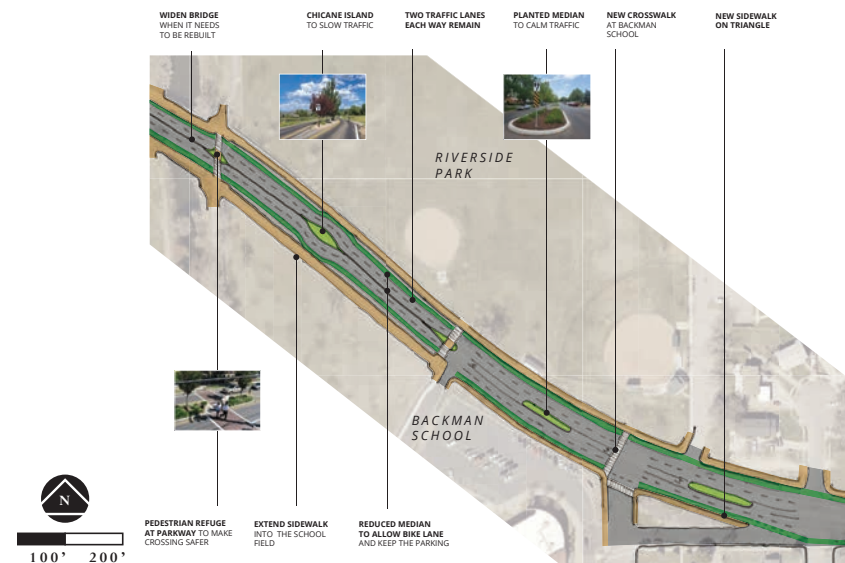 WIDEN BRIDGE
WHEN IT NEEDS
TO BE REBUILT
CHICANE ISLAND
TO SLOW TRAFFIC
TWO TRAFFIC LANES
EACH WAY REMAIN
PLANTED MEDIAN
TO CALM TRAFFIC
NEW CROSSWALK
AT BACKMAN
SCHOOL
NEW SIDEWALK
ON TRIANGLE
RIVERSIDE
PARK
BACKMAN
SCHOOL
N
100’ 200’
PEDESTRIAN REFUGE
AT PARKWAY TO MAKE
CROSSING SAFER
EXTEND SIDEWALK
INTO THE SCHOOL
FIELD
REDUCED MEDIAN
TO ALLOW BIKE LANE
AND KEEP THE PARKING